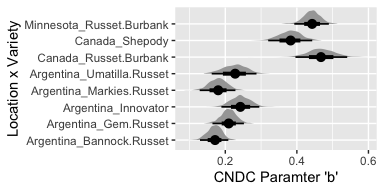 Location x Variety
Minnesota_Russet.Burbank
Canada_Shepody
Canada_Russet.Burbank
Argentina_Umatilla.Russet
Argentina_Markies.Russet
Argentina_Innovator
Argentina_Gem.Russet
Argentina_Bannock.Russet
0.2 0.4 0.6
CNDC Paramter 'b'